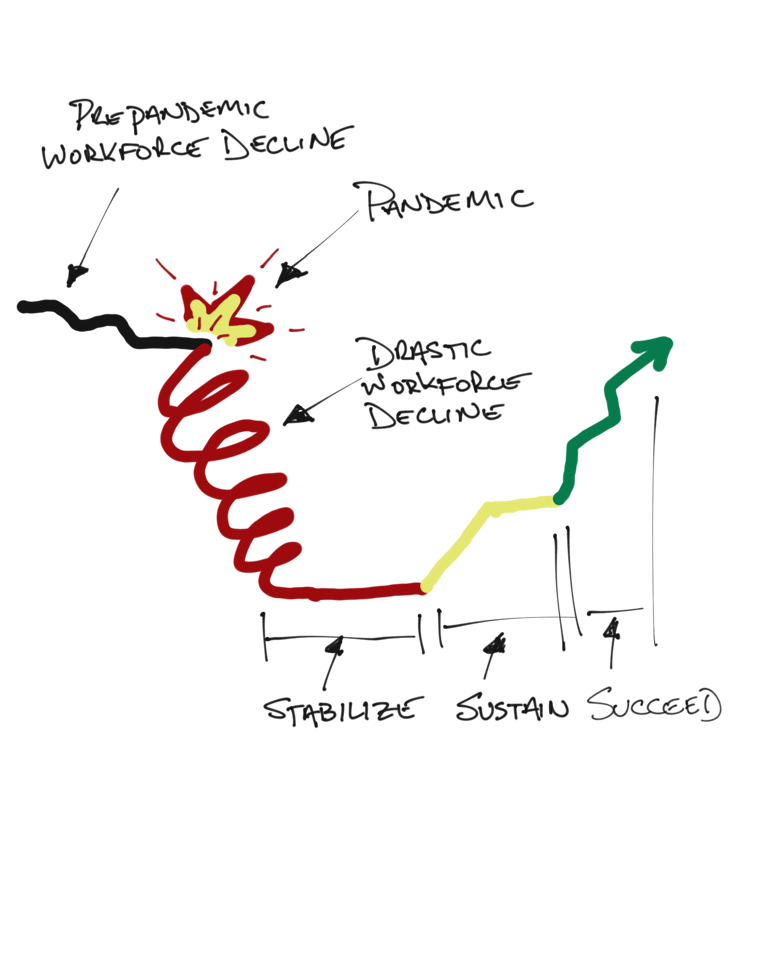 PREPANDEMIC
WORKFORCE DECLINE
PANDEMIC
DRASTIC
WORKFORCE
DECLINE
STABILIZE
SUSTAIN
SUCCEED